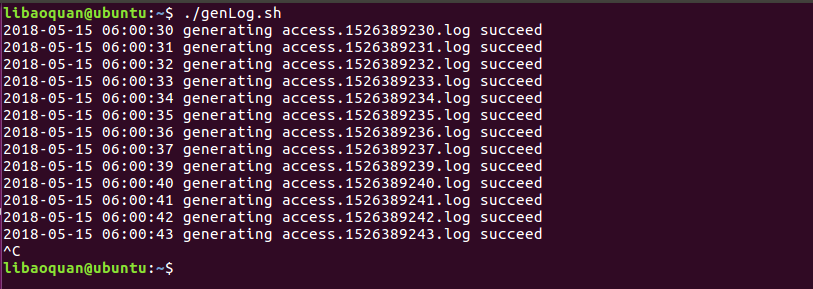 libaoquan@ubuntu:~$ ./genLog.sh
2018-05-15 06:00:30 generating access.1526389230.log succeed
2018-05-15 06:00:31 generating access.1526389231.log succeed
2018-05-15 06:00:32 generating access.1526389232.log succeed
2018-05-15 06:00:33 generating access.1526389233.log succeed
2018-05-15 06:00:34 generating access.1526389234.log succeed
2018-05-15 06:00:35 generating access.1526389235.log succeed
2018-05-15 06:00:36 generating access.1526389236.log succeed
2018-05-15 06:00:37 generating access.1526389237.log succeed
2018-05-15 06:00:39 generating access.1526389239.log succeed
2018-05-15 06:00:40 generating access.1526389240.log succeed
2018-05-15 06:00:41 generating access.1526389241.log succeed
2018-05-15 06:00:42 generating access.1526389242.log succeed
2018-05-15 06:00:43 generating access.1526389243.log succeed
^C
libaoquan@ubuntu:~$